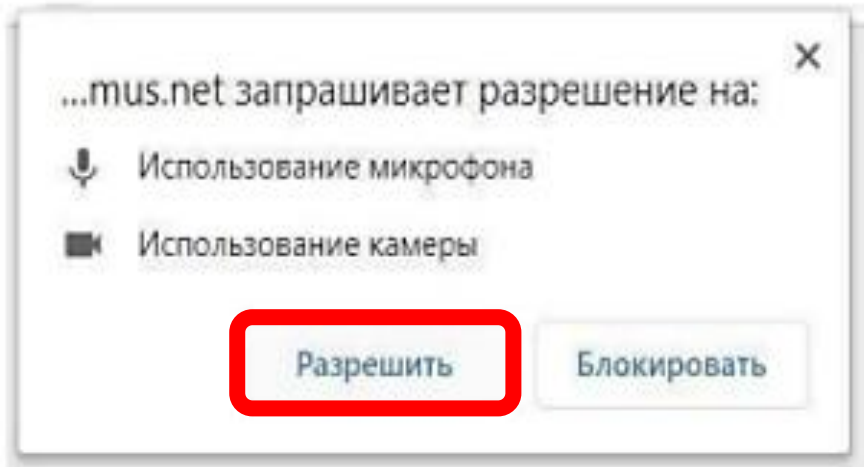 ...mus.net запрашивает разрешение на:
Использование микрофона
Использование камеры
Разрешить
Блокировать